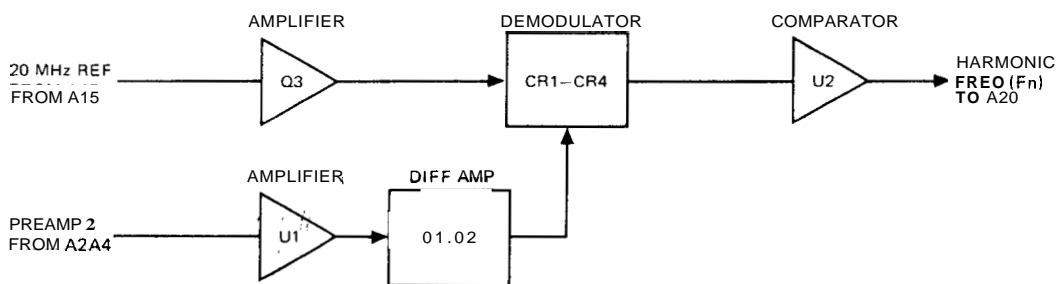 AMPLIFIER
DEMODULATOR
COMPARATOR
20 MHz REF
FROM A15
Q3
CR1–CR4
U2
HARMONIC
FREO (Fn)
TO A20
AMPLIFIER
DIFF AMP
PREAMP 2
FROM A2A4
U1
01.02